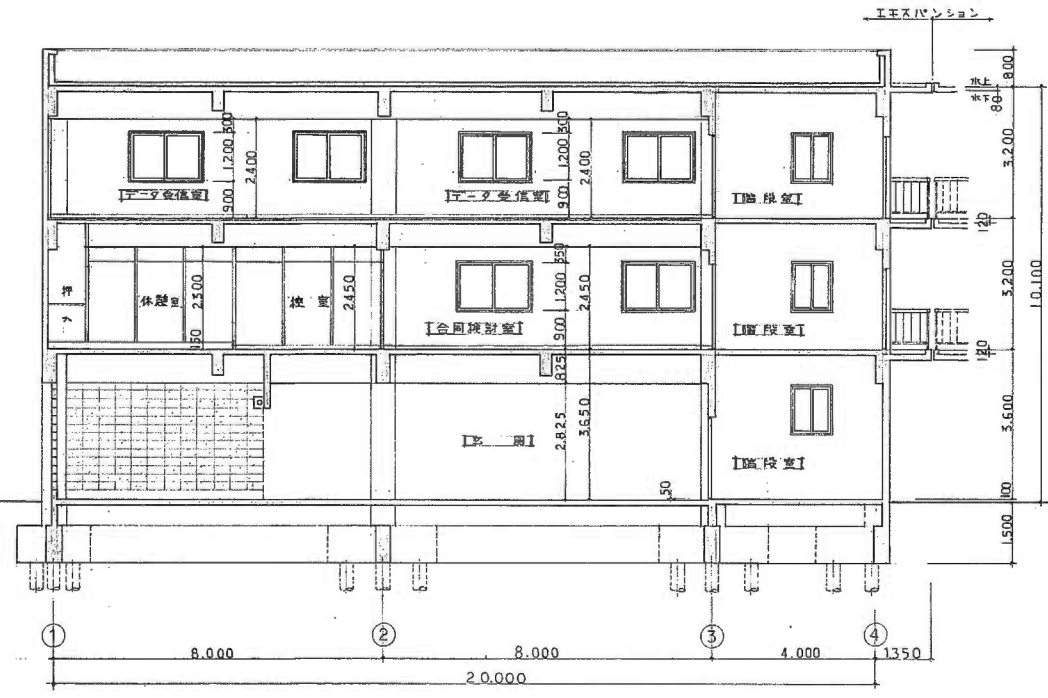 エキスパンション
水上
水下
80
800
300
1,200
900
2,400
300
1,200
900
2,400
データ受信室
データ受信室
階段室
3,200
120
押
入
休憩室
2,300
150
2,450
350
1,200
900
2,450
合同検討室
階段室
3,200
120
10,100
825
2,825
3,650
玄関
50
階段室
3,600
100
1,500
①
②
③
④
8.000
8.000
4.000
1,350
20.000